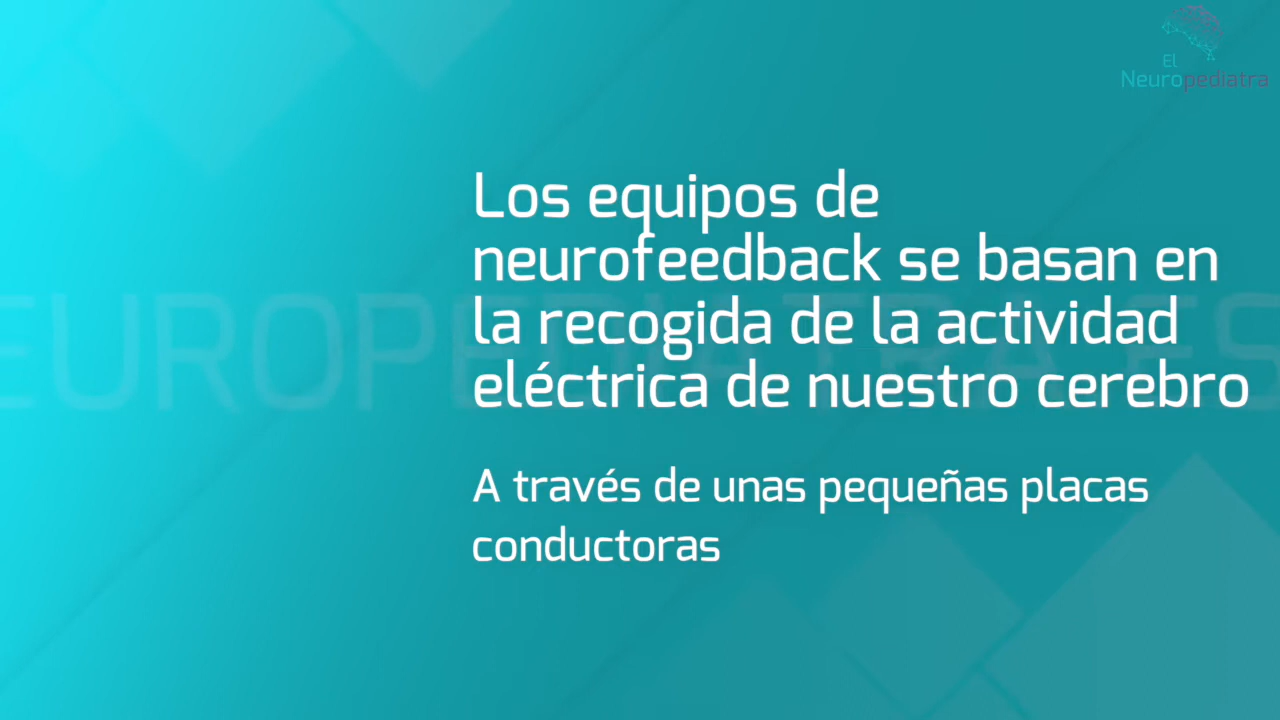 El
Neuropediatra
Los equipos de
neurofeedback se basan en
la recogida de la actividad
eléctrica de nuestro cerebro
A través de unas pequeñas placas
conductoras